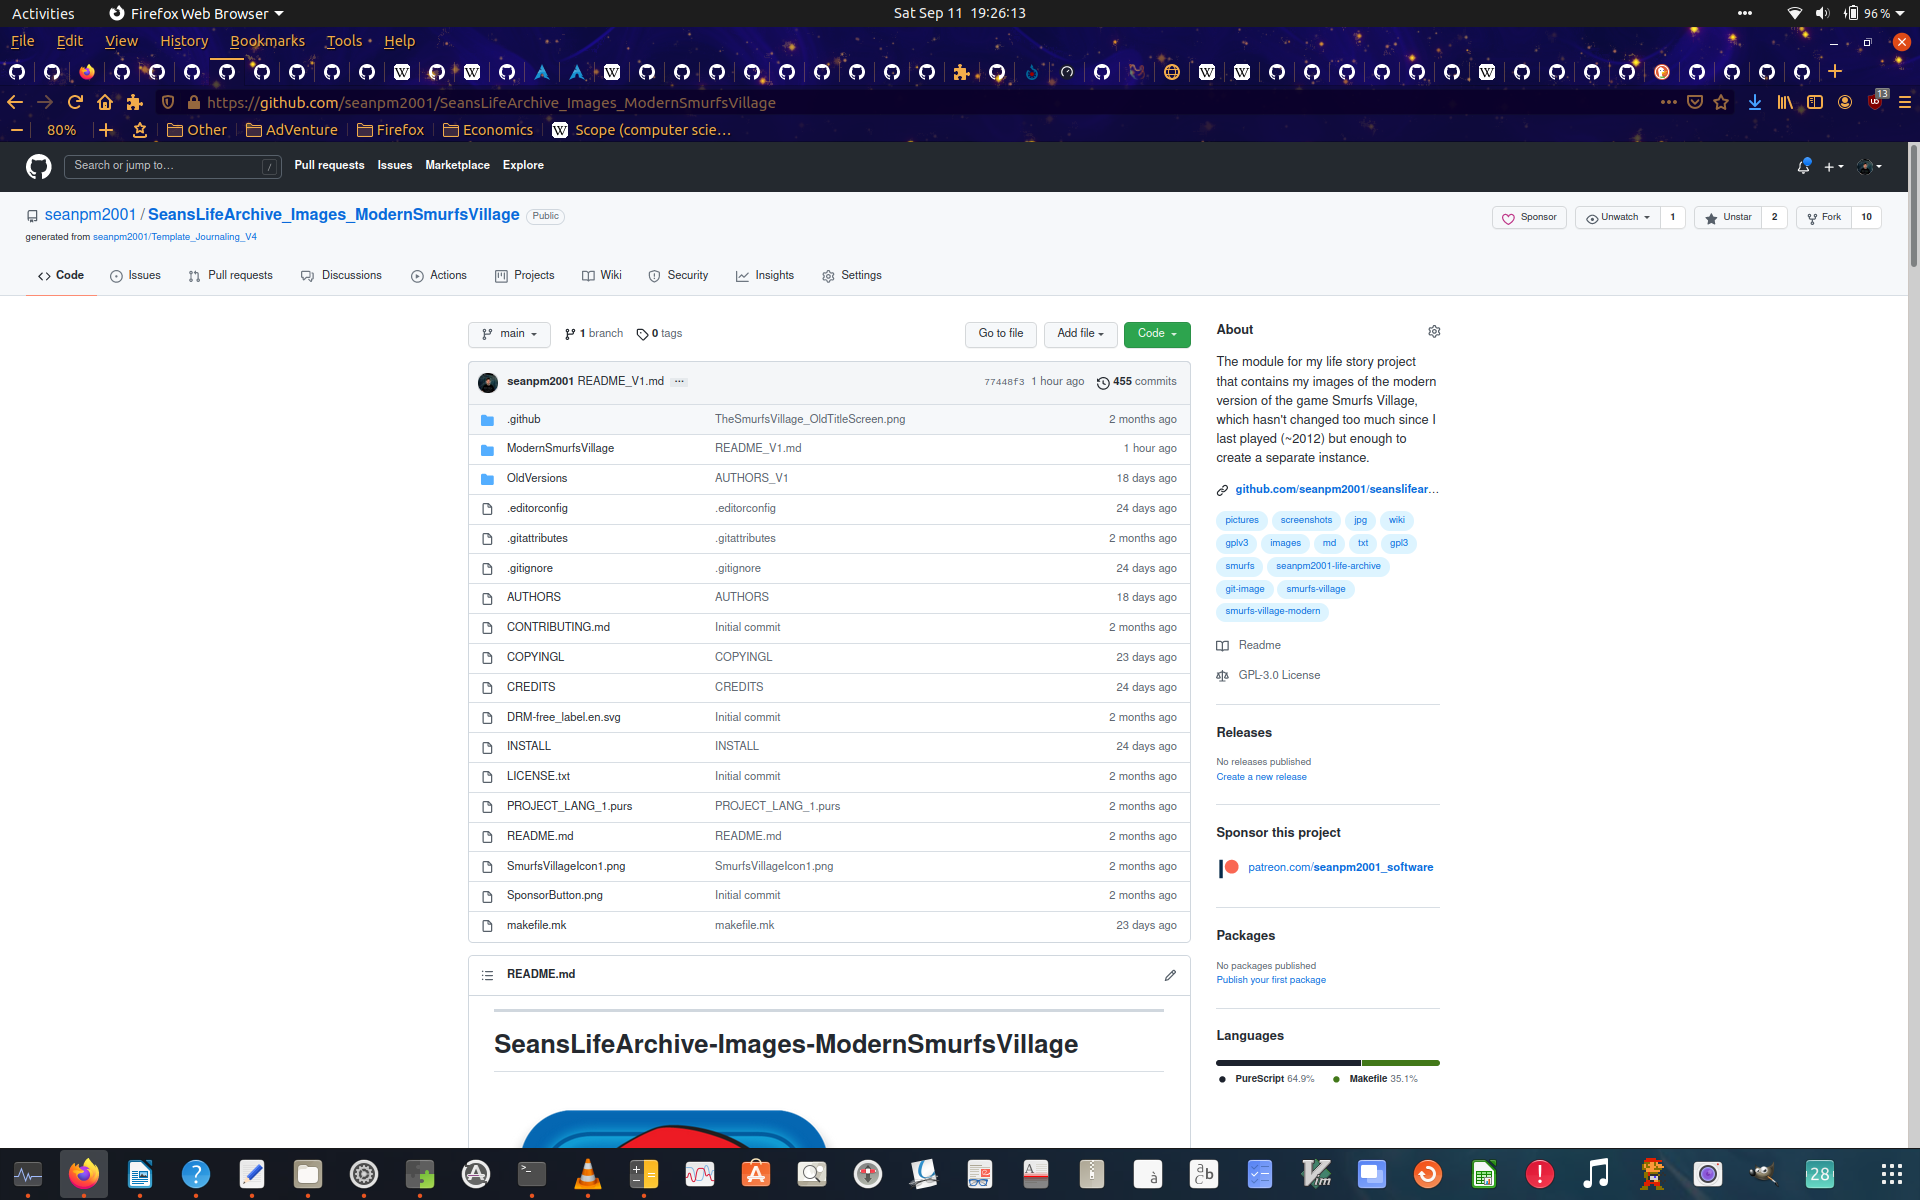 Activities
Firefox Web Browser
Sat Sep 11 19:26:13
96 %
File Edit View History Bookmarks Tools Help
https://github.com/seanpm2001/SeansLifeArchive_Images_ModernSmurfsVillage
13
80%
Other
AdVenture
Firefox
Economics
Scope (computer scie…
Search or jump to…
/
Pull requests Issues Marketplace Explore
seanpm2001 / SeansLifeArchive_Images_ModernSmurfsVillage Public
Sponsor
Unwatch 1
Unstar 2
Fork 10
generated from seanpm2001/Template_Journaling_V4
Code Issues Pull requests Discussions Actions Projects Wiki Security Insights Settings
main
1 branch
0 tags
Go to file
Add file
Code
seanpm2001 README_V1.md
77448f3 1 hour ago 455 commits
.github TheSmurfsVillage_OldTitleScreen.png 2 months ago
ModernSmurfsVillage README_V1.md 1 hour ago
OldVersions AUTHORS_V1 18 days ago
.editorconfig .editorconfig 24 days ago
.gitattributes .gitattributes 2 months ago
.gitignore .gitignore 24 days ago
AUTHORS AUTHORS 18 days ago
CONTRIBUTING.md Initial commit 2 months ago
COPYINGL COPYINGL 23 days ago
CREDITS CREDITS 24 days ago
DRM-free_label.en.svg Initial commit 2 months ago
INSTALL INSTALL 24 days ago
LICENSE.txt Initial commit 2 months ago
PROJECT_LANG_1.purs PROJECT_LANG_1.purs 2 months ago
README.md README.md 2 months ago
SmurfsVillageIcon1.png SmurfsVillageIcon1.png 2 months ago
SponsorButton.png Initial commit 2 months ago
makefile.mk makefile.mk 23 days ago
README.md
SeansLifeArchive-Images-ModernSmurfsVillage
About
The module for my life story project
that contains my images of the modern
version of the game Smurfs Village,
which hasn't changed too much since I
last played (~2012) but enough to
create a separate instance.
github.com/seanpm2001/seanslifear…
pictures screenshots jpg wiki
gplv3 images md txt gpl3
smurfs seanpm2001-life-archive
git-image smurfs-village
smurfs-village-modern
Readme
GPL-3.0 License
Releases
No releases published
Create a new release
Sponsor this project
patreon.com/seanpm2001_software
Packages
No packages published
Publish your first package
Languages
PureScript 64.9% Makefile 35.1%
28